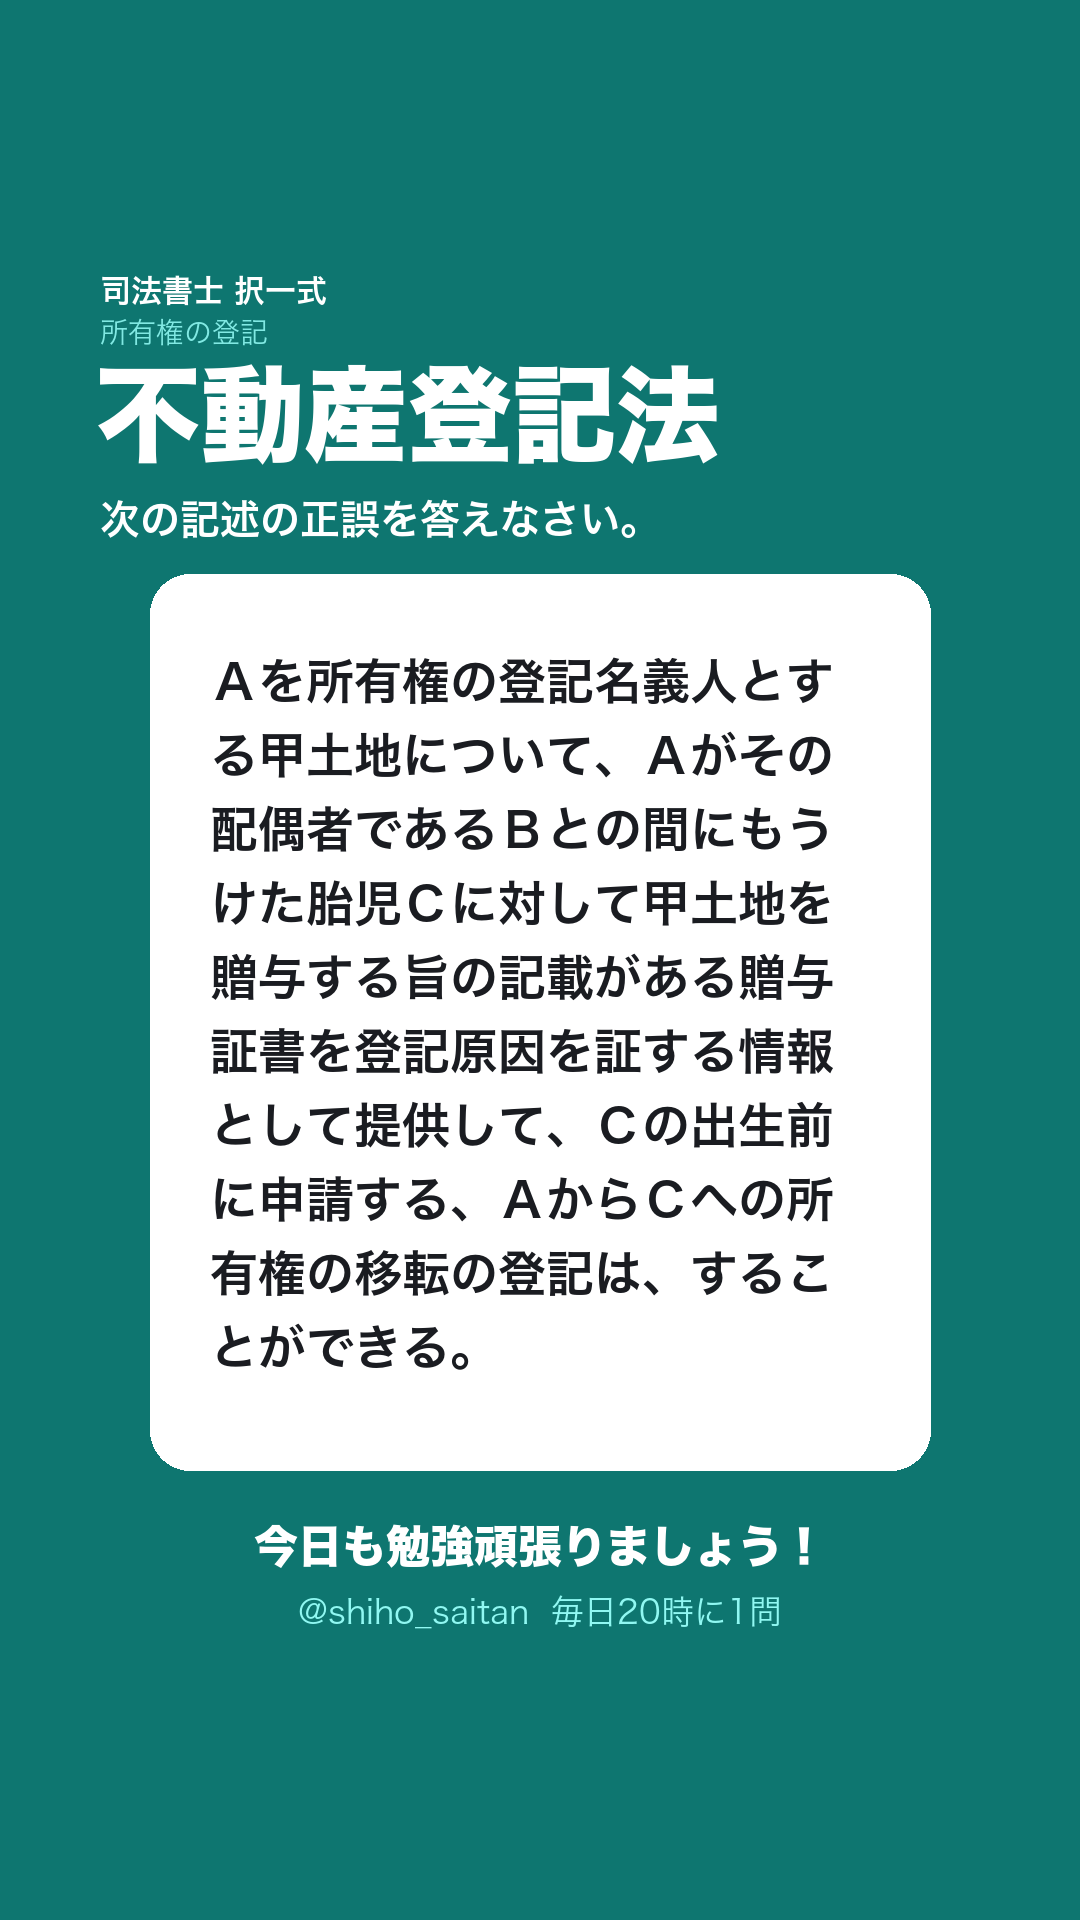 司法書士 択一式
所有権の登記
不動産登記法
次の記述の正誤を答えなさい。
Ａを所有権の登記名義人とす
る甲土地について、Ａがその
配偶者であるＢとの間にもう
けた胎児Ｃに対して甲土地を
贈与する旨の記載がある贈与
証書を登記原因を証する情報
として提供して、Ｃの出生前
に申請する、ＡからＣへの所
有権の移転の登記は、するこ
とができる。
今日も勉強頑張りましょう！
@shiho_saitan 毎日20時に1問